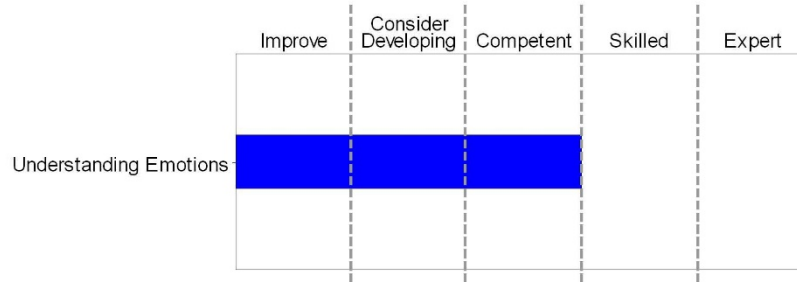 Improve
Consider
Developing
Competent
Skilled
Expert
Understanding Emotions